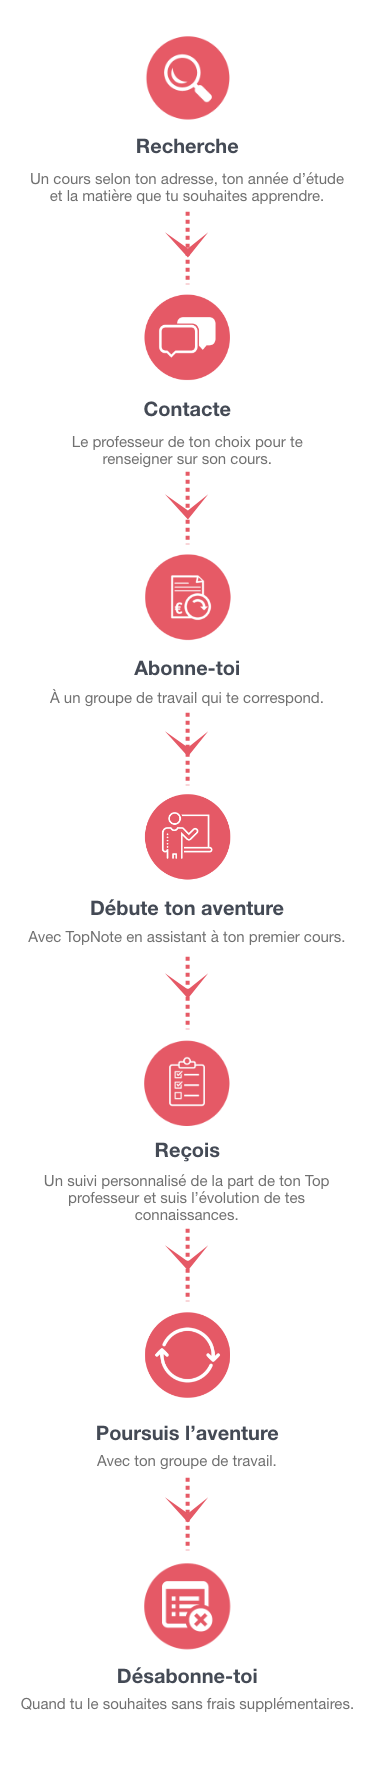 Recherche
Un cours selon ton adresse, ton année d'étude
et la matière que tu souhaites apprendre.
Contacte
Le professeur de ton choix pour te
renseigner sur son cours.
€
Abonne-toi
À un groupe de travail qui te correspond.
Débute ton aventure
Avec TopNote en assistant à ton premier cours.
Reçois
Un suivi personnalisé de la part de ton Top
professeur et suis l'évolution de tes
connaissances.
Poursuis l'aventure
Avec ton groupe de travail.
Désabonne-toi
Quand tu le souhaites sans frais supplémentaires.